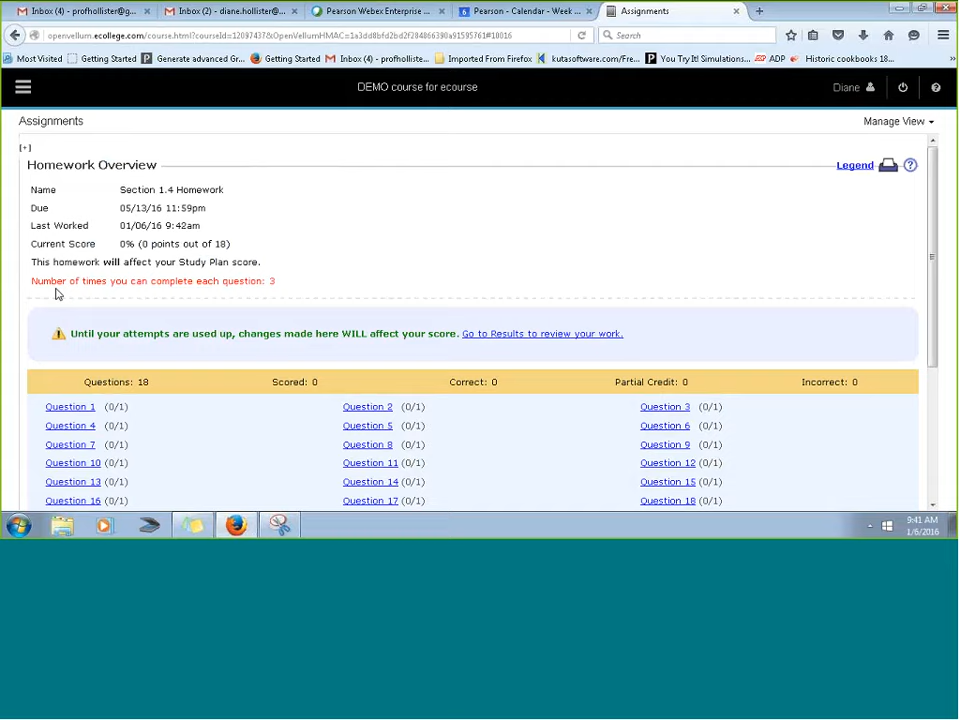 Inbox (4) - profhollister@g...
Inbox (2) - diane.hollister@...
Pearson Webex Enterprise ...
Pearson - Calendar - Week ...
Assignments
Search
Most Visited
Getting Started
Generate advanced Gr...
Getting Started
Inbox (4) - profholliste...
Imported From Firefox
kutasoftware.com/Fre...
You Try It! Simulations...
ADP
Historic cookbooks 18...
DEMO course for ecourse
Diane
Assignments
Manage View
[+]
Homework Overview
Legend
Name Section 1.4 Homework
Due 05/13/16 11:59pm
Last Worked 01/06/16 9:42am
Current Score 0% (0 points out of 18)
This homework will affect your Study Plan score.
Number of times you can complete each question: 3
Until your attempts are used up, changes made here WILL affect your score. Go to Results to review your work.
Questions: 18 Scored: 0 Correct: 0 Partial Credit: 0 Incorrect: 0
Question 1 (0/1) Question 2 (0/1) Question 3 (0/1)
Question 4 (0/1) Question 5 (0/1) Question 6 (0/1)
Question 7 (0/1) Question 8 (0/1) Question 9 (0/1)
Question 10 (0/1) Question 11 (0/1) Question 12 (0/1)
Question 13 (0/1) Question 14 (0/1) Question 15 (0/1)
Question 16 (0/1) Question 17 (0/1) Question 18 (0/1)
9:41 AM
1/6/2016